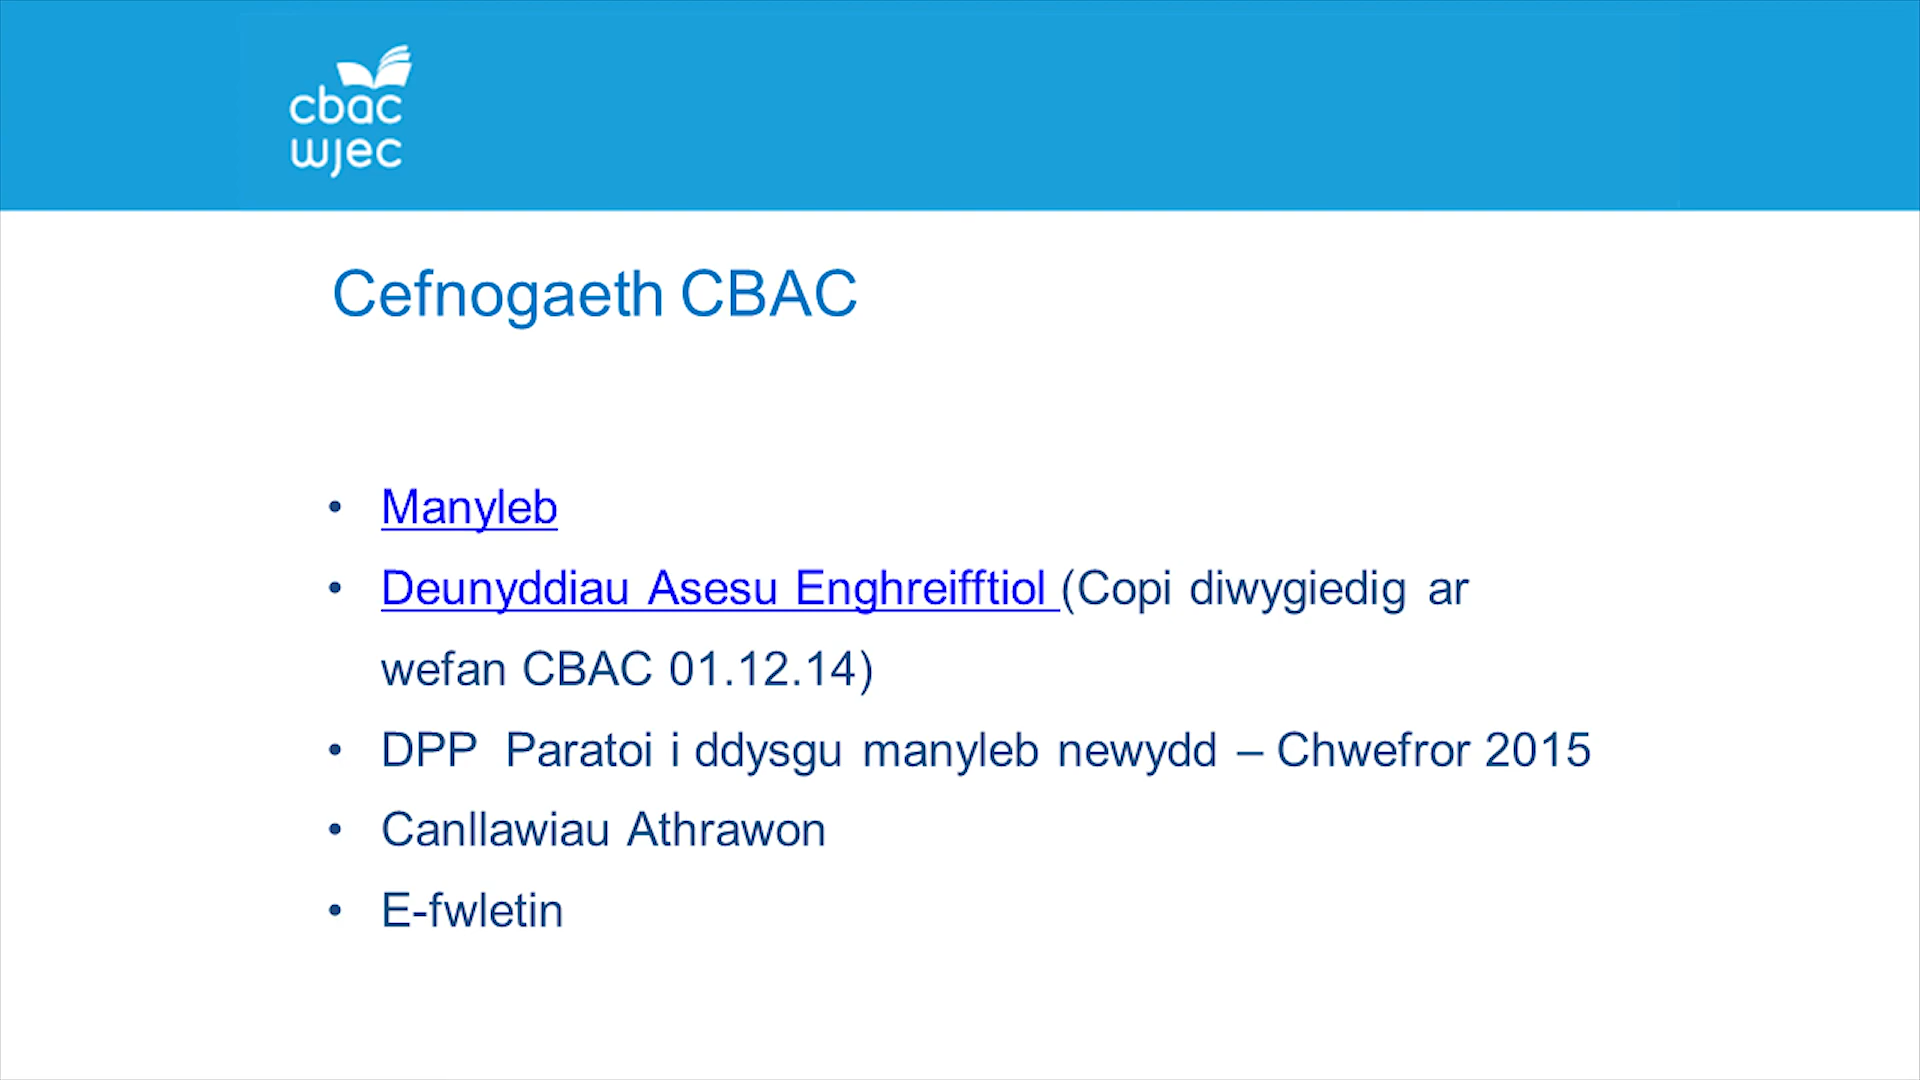 cbac
wjec
Cefnogaeth CBAC
• Manyleb
• Deunyddiau Asesu Enghreifftiol (Copi diwygiedig ar
wefan CBAC 01.12.14)
• DPP Paratoi i ddysgu manyleb newydd – Chwefror 2015
• Canllawiau Athrawon
• E-fwletin